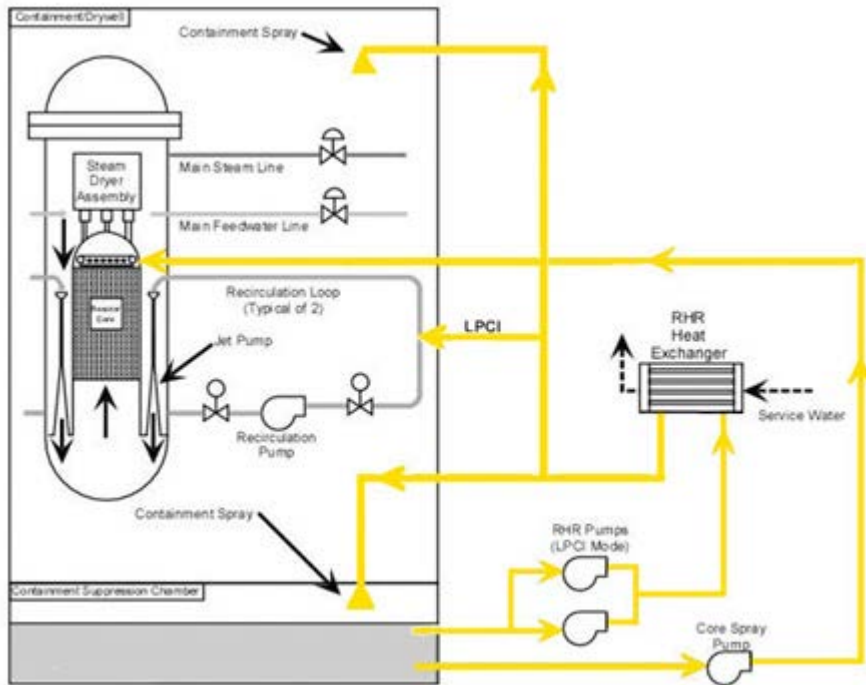 Containment/Drywell
Containment Spray
Steam
Dryer
Assembly
Main Steam Line
Main Feedwater Line
Recirculation Loop
(Typical of 2)
Reactor
Core
LPCI
Jet Pump
RHR
Heat
Exchanger
Service Water
Recirculation
Pump
Containment Spray
RHR Pumps
(LPCI Mode)
Containment Suppression Chamber
Core Spray
Pump